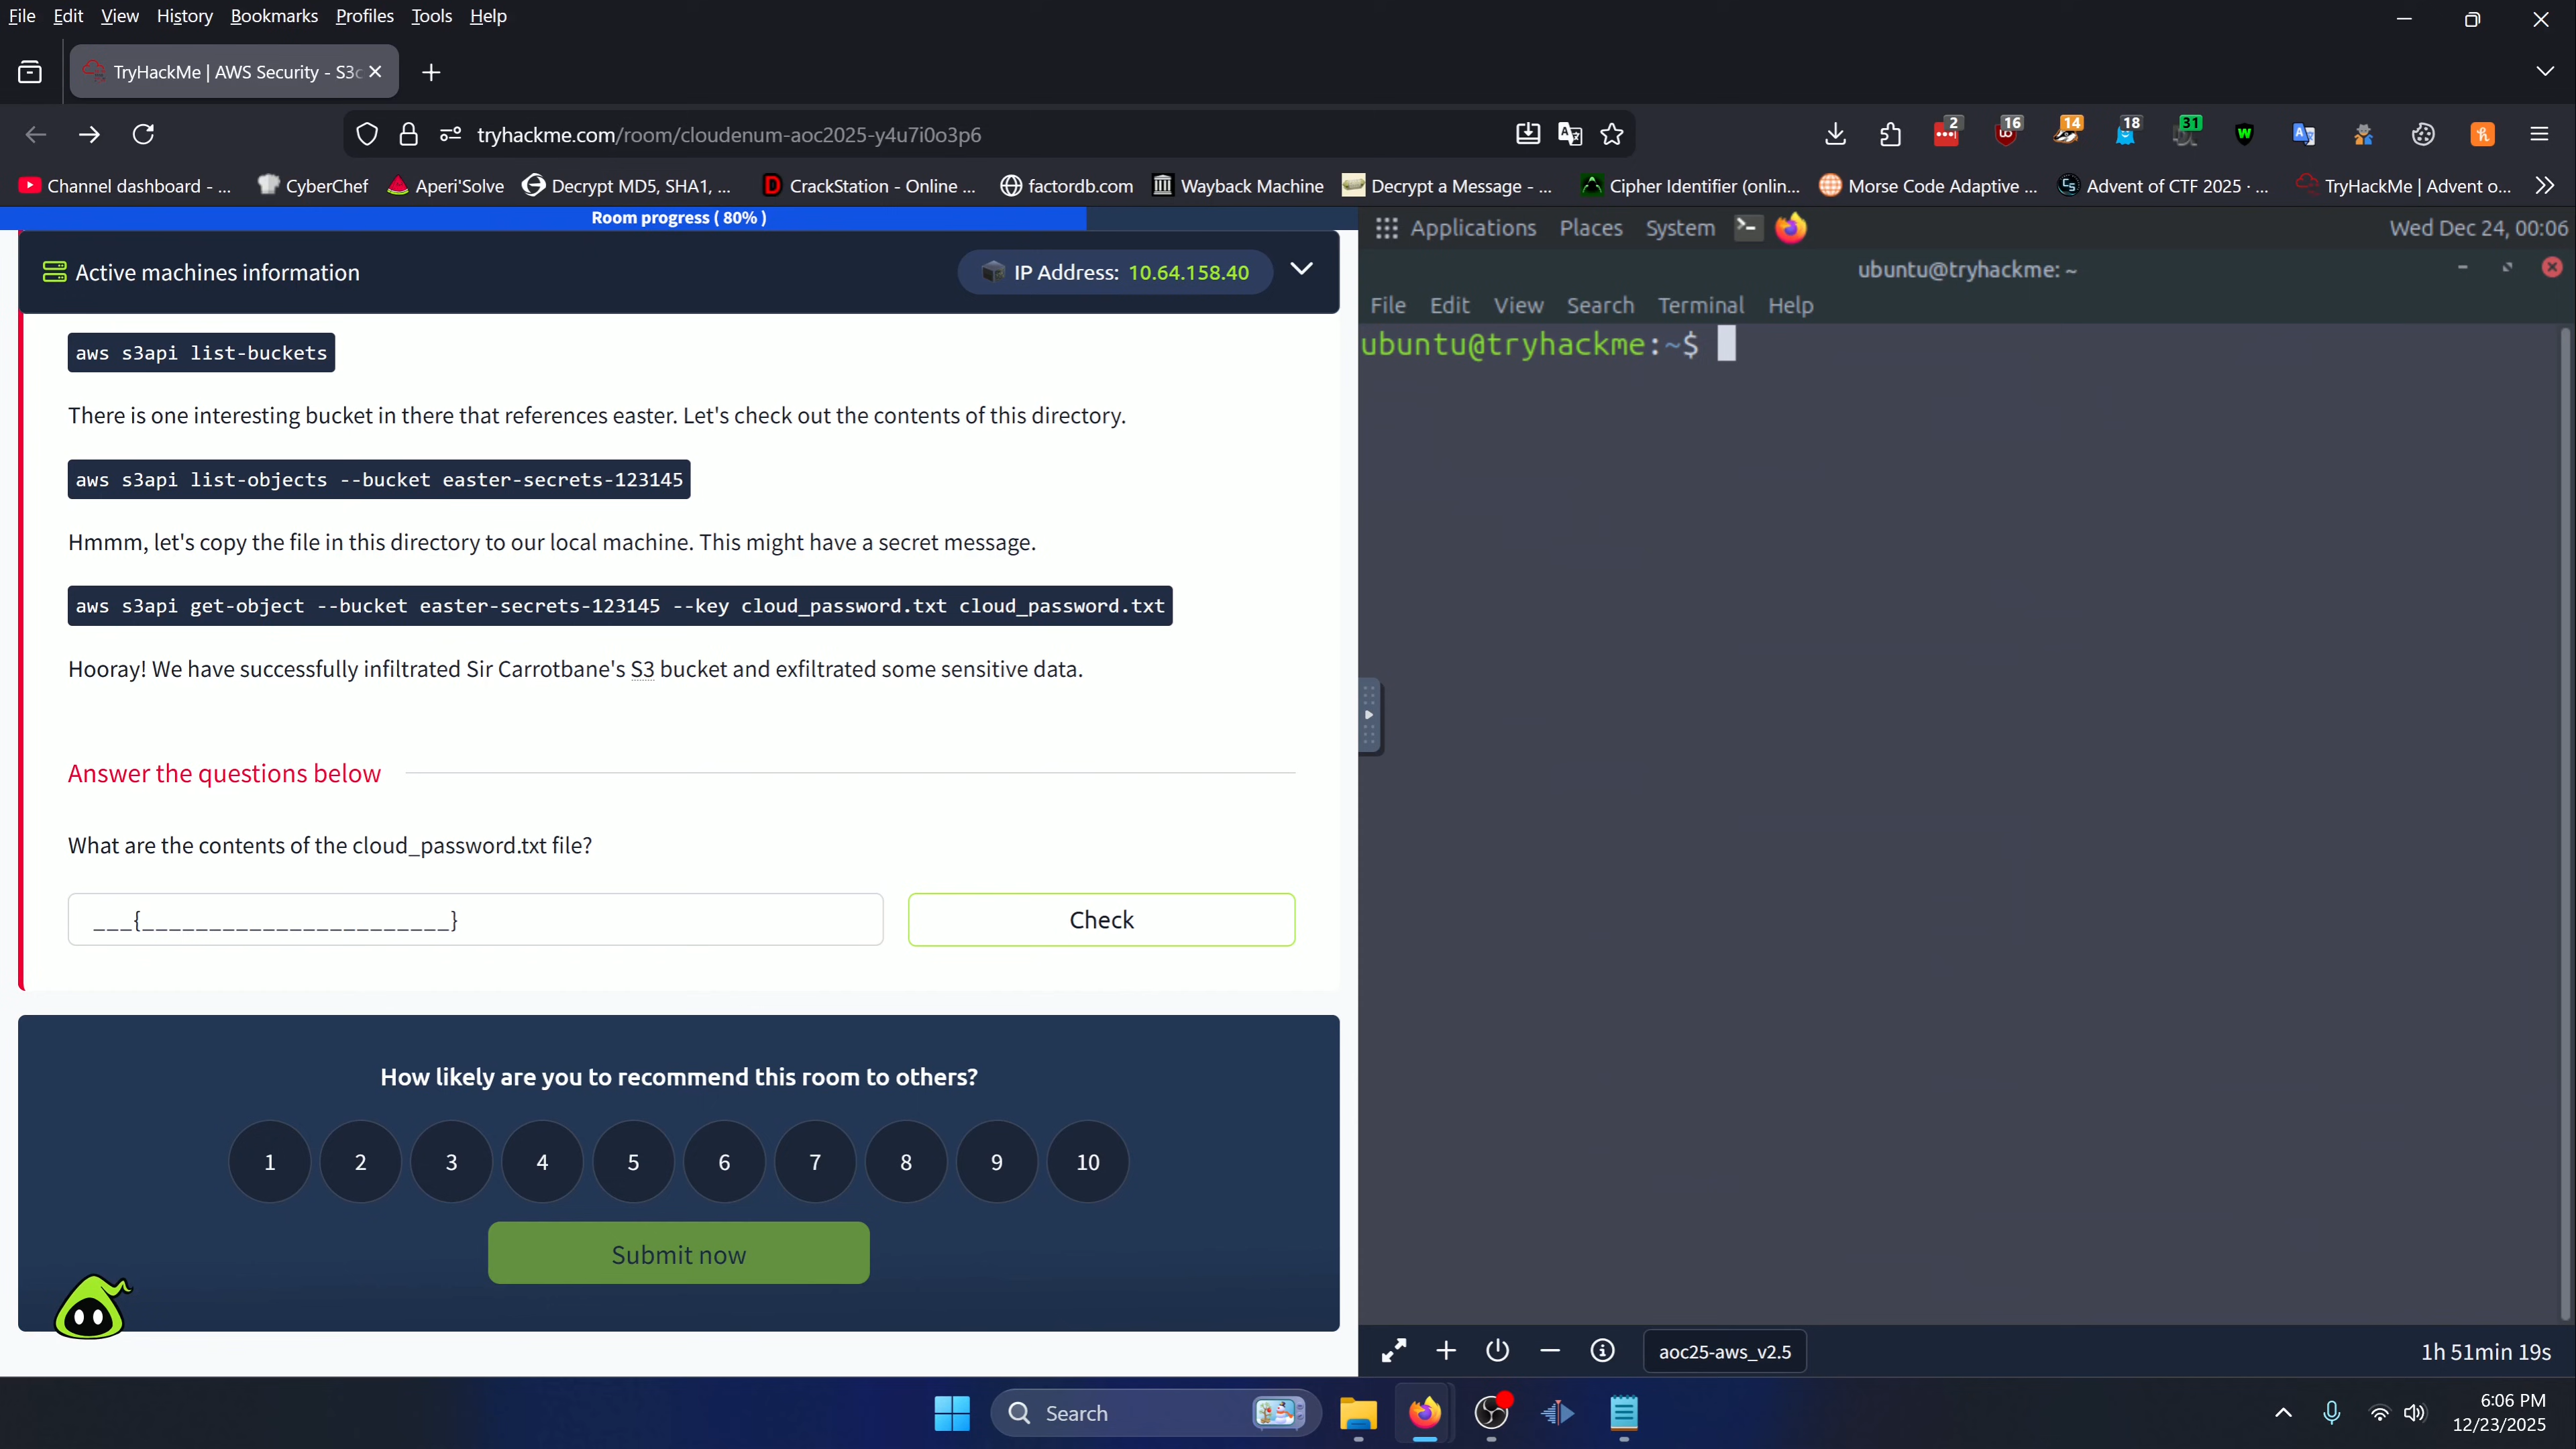 File Edit View History Bookmarks Profiles Tools Help
TryHackMe | AWS Security - S3c
tryhackme.com/room/cloudenum-aoc2025-y4u7i0o3p6
2 16 14 18 31
Channel dashboard - ... CyberChef Aperi'Solve Decrypt MD5, SHA1, ... CrackStation - Online ... factordb.com Wayback Machine Decrypt a Message - ... Cipher Identifier (onlin... Morse Code Adaptive ... Advent of CTF 2025 · ... TryHackMe | Advent o...
Room progress ( 80% )
Active machines information
IP Address: 10.64.158.40
aws s3api list-buckets
There is one interesting bucket in there that references easter. Let's check out the contents of this directory.
aws s3api list-objects --bucket easter-secrets-123145
Hmmm, let's copy the file in this directory to our local machine. This might have a secret message.
aws s3api get-object --bucket easter-secrets-123145 --key cloud_password.txt cloud_password.txt
Hooray! We have successfully infiltrated Sir Carrotbane's S3 bucket and exfiltrated some sensitive data.
Answer the questions below
What are the contents of the cloud_password.txt file?
___{_______________________}
Check
How likely are you to recommend this room to others?
1 2 3 4 5 6 7 8 9 10
Submit now
Applications Places System
Wed Dec 24, 00:06
ubuntu@tryhackme: ~
File Edit View Search Terminal Help
ubuntu@tryhackme:~$
aoc25-aws_v2.5
1h 51min 19s
Search
6:06 PM
12/23/2025